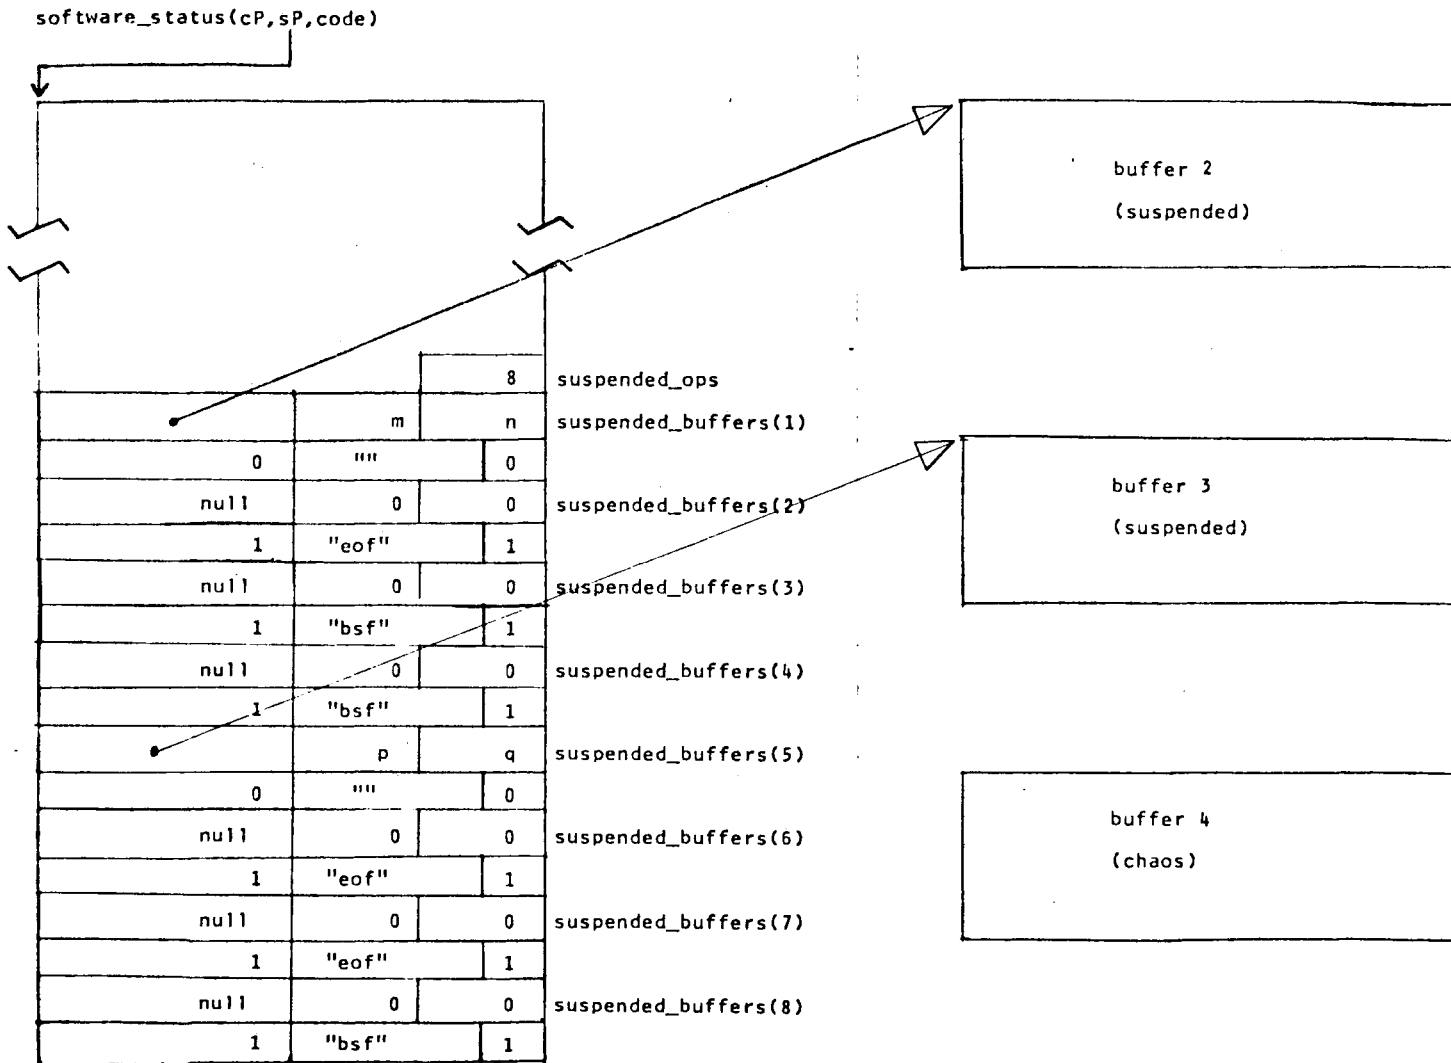 software_status(cP,sP,code)
buffer 2
(suspended)
8 suspended_ops
m n suspended_buffers(1)
0 "" 0
null 0 0 suspended_buffers(2)
1 "eof" 1
null 0 0 suspended_buffers(3)
1 "bsf" 1
null 0 0 suspended_buffers(4)
1 "bsf" 1
p q suspended_buffers(5)
0 "" 0
null 0 0 suspended_buffers(6)
1 "eof" 1
null 0 0 suspended_buffers(7)
1 "eof" 1
null 0 0 suspended_buffers(8)
1 "bsf" 1
buffer 3
(suspended)
buffer 4
(chaos)